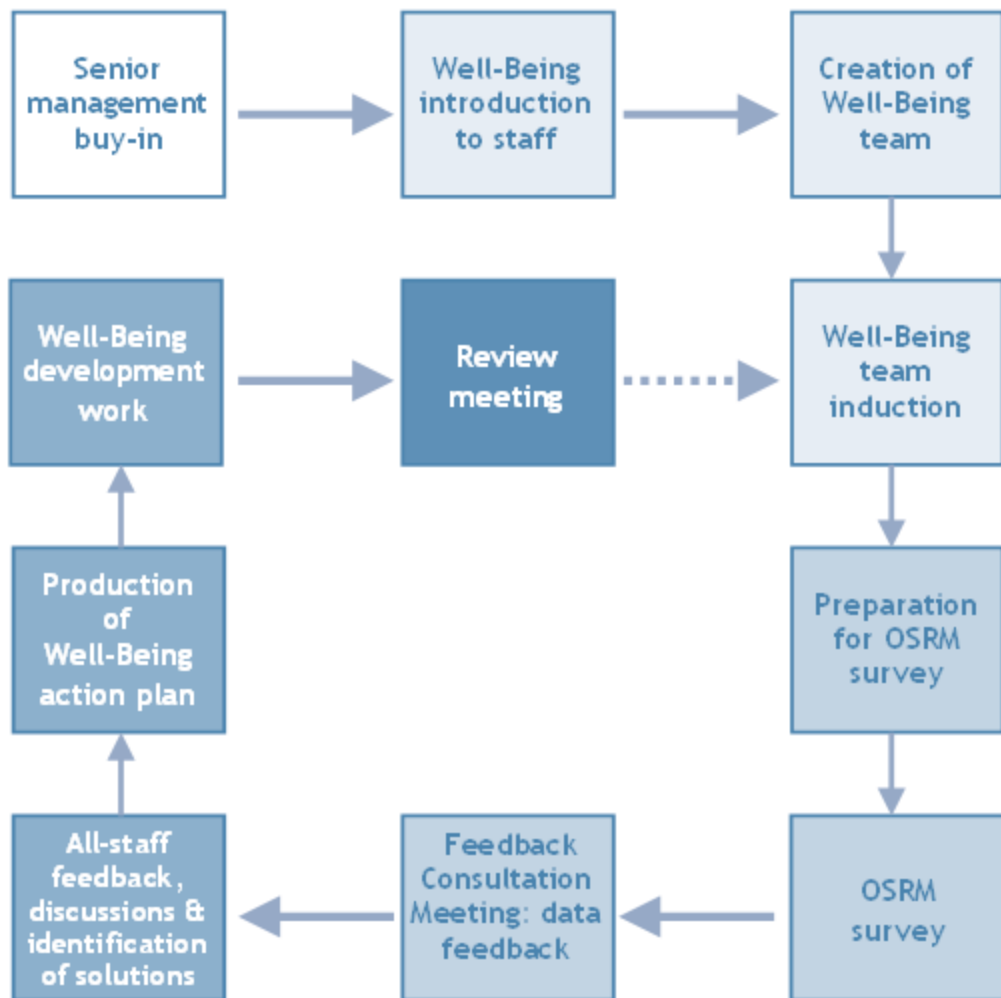 Senior
management
buy-in
Well-Being
introduction
to staff
Creation of
Well-Being
team
Well-Being
development
work
Review
meeting
Well-Being
team
induction
Production
of
Well-Being
action plan
Preparation
for OSRM
survey
All-staff
feedback,
discussions &
identification
of solutions
Feedback
Consultation
Meeting: data
feedback
OSRM
survey